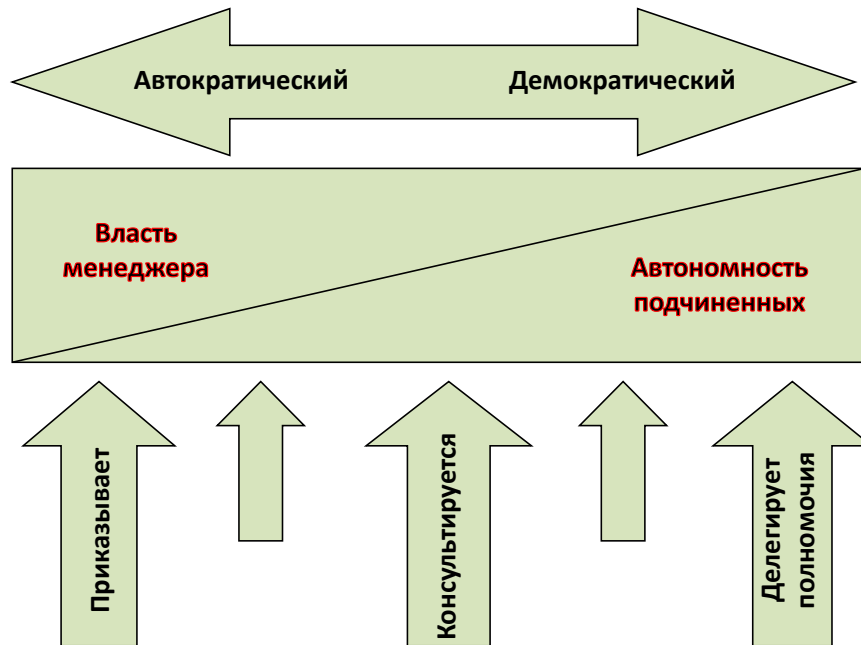 Автократический
Демократический
Власть
менеджера
Автономность
подчиненных
Приказывает
Консультируется
Делегирует
полномочия